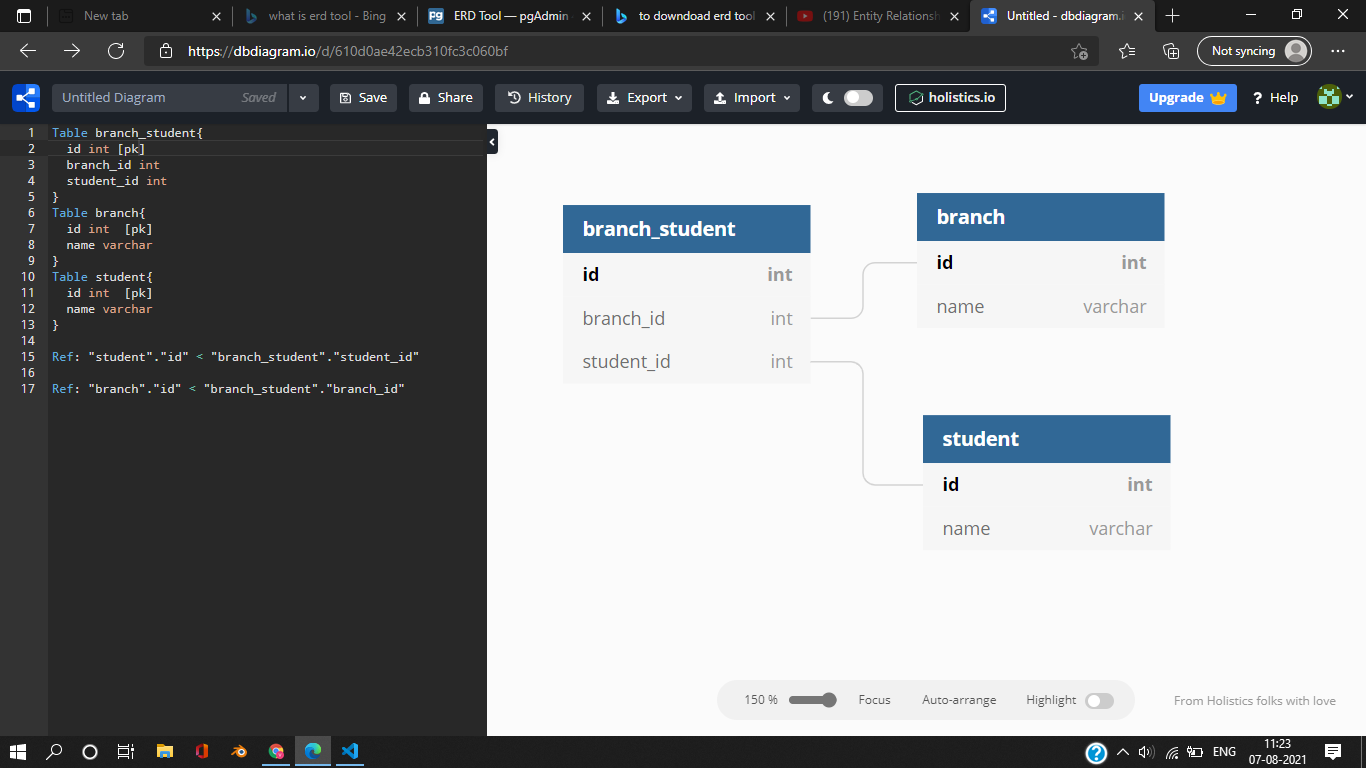 New tab
what is erd tool - Bing
ERD Tool — pgAdmin
to downdoad erd tool
(191) Entity Relationsh
Untitled - dbdiagram.i
https://dbdiagram.io/d/610d0ae42ecb310fc3c060bf
Not syncing
Untitled Diagram
Saved
Save
Share
History
Export
Import
holistics.io
Upgrade
? Help
1 Table branch_student{
2 id int [pk]
3 branch_id int
4 student_id int
5 }
6 Table branch{
7 id int  [pk]
8 name varchar
9 }
10 Table student{
11 id int  [pk]
12 name varchar
13 }
14
15 Ref: "student"."id" < "branch_student"."student_id"
16
17 Ref: "branch"."id" < "branch_student"."branch_id"
branch_student
id int
branch_id int
student_id int
branch
id int
name varchar
student
id int
name varchar
150 %
Focus
Auto-arrange
Highlight
From Holistics folks with love
ENG
11:23
07-08-2021